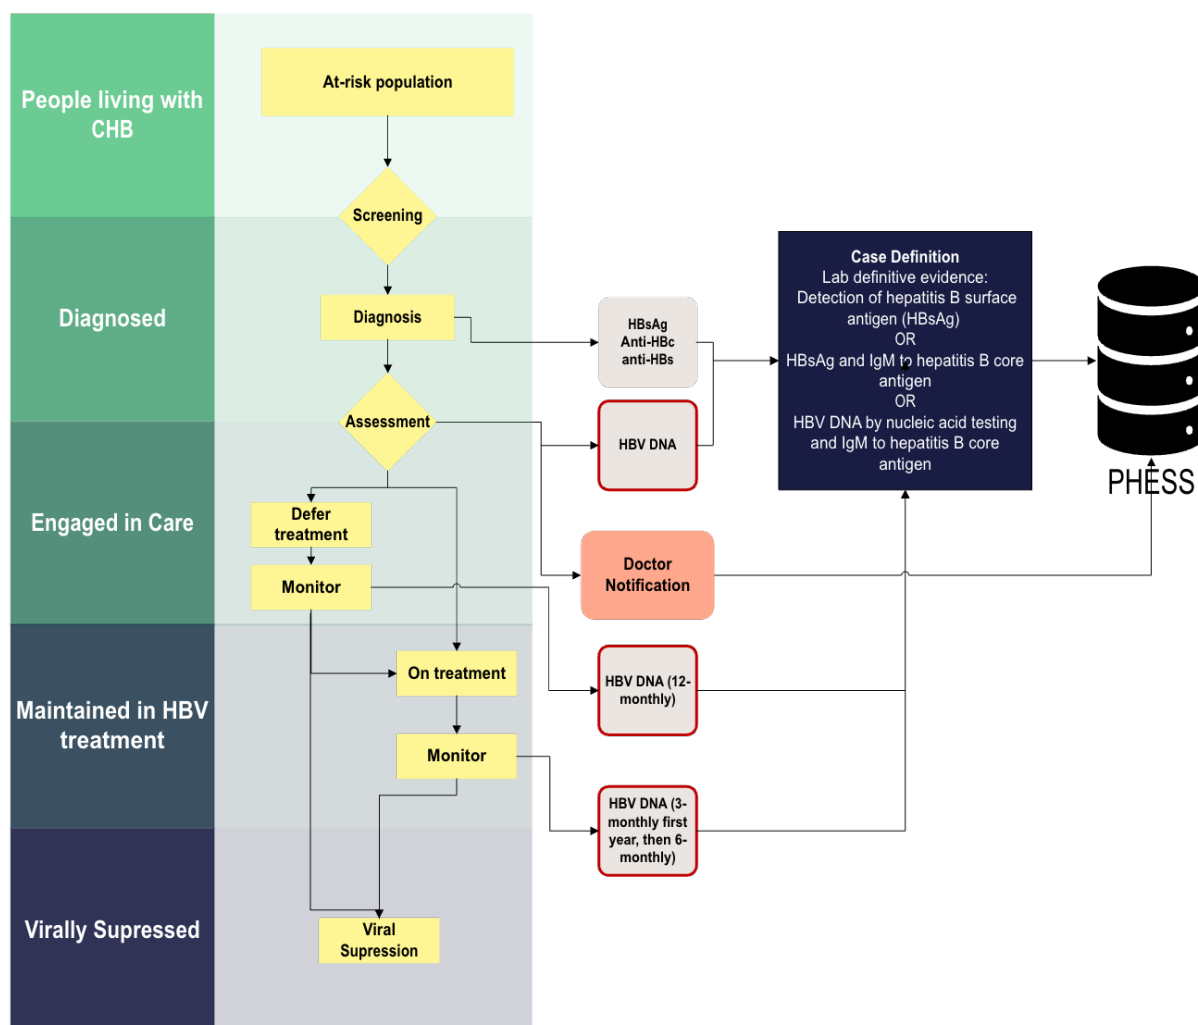 People living with
CHB
At-risk population
Screening
Diagnosed
Diagnosis
Assessment
Engaged in Care
Defer
treatment
Monitor
Maintained in HBV
treatment
On treatment
Monitor
Virally Supressed
Viral
Supression
HBsAg
Anti-HBc
anti-HBs
HBV DNA
Doctor
Notification
HBV DNA (12-
monthly)
HBV DNA (3-
monthly first
year, then 6-
monthly)
Case Definition
Lab definitive evidence:
Detection of hepatitis B surface
antigen (HBsAg)
OR
HBsAg and IgM to hepatitis B core
antigen
OR
HBV DNA by nucleic acid testing
and IgM to hepatitis B core
antigen
PHESS